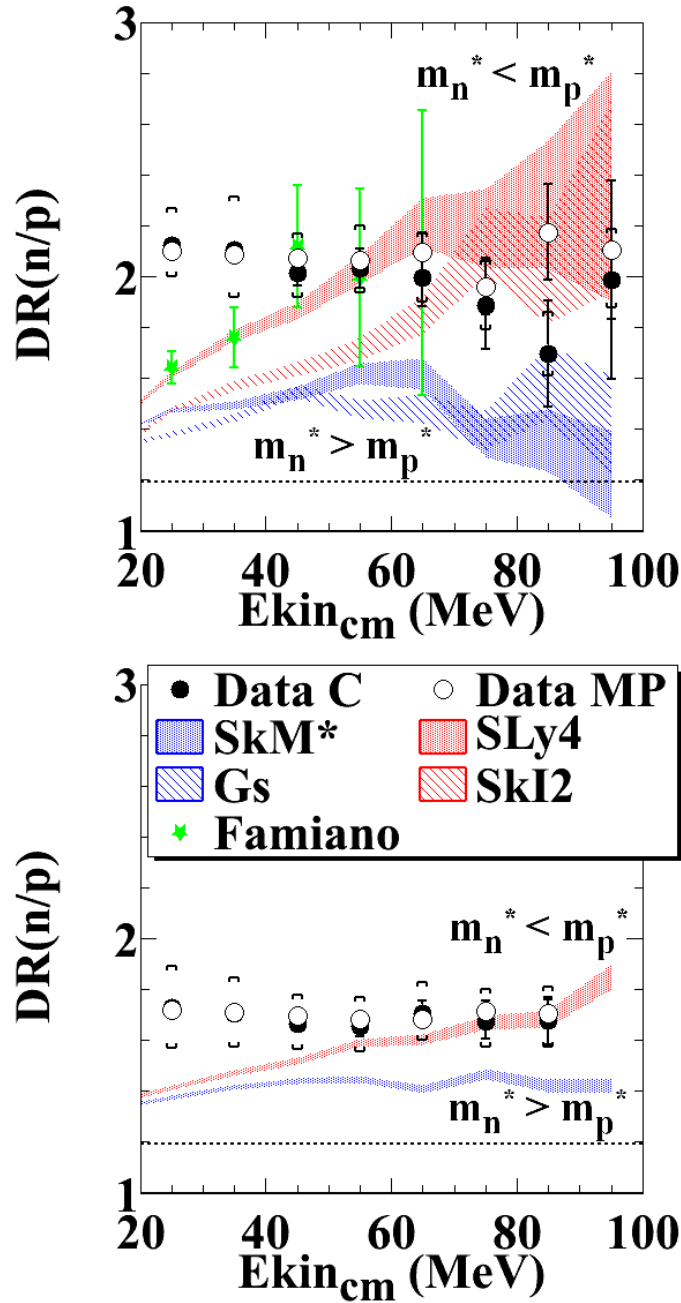 3
m_n^* < m_p^*
DR(n/p)
2
m_n^* > m_p^*
1
20 40 60 80 100
Ekin_cm (MeV)
3
Data C Data MP
SkM* SLy4
Gs SkI2
Famiano
DR(n/p)
2
m_n^* < m_p^*
m_n^* > m_p^*
1
20 40 60 80 100
Ekin_cm (MeV)